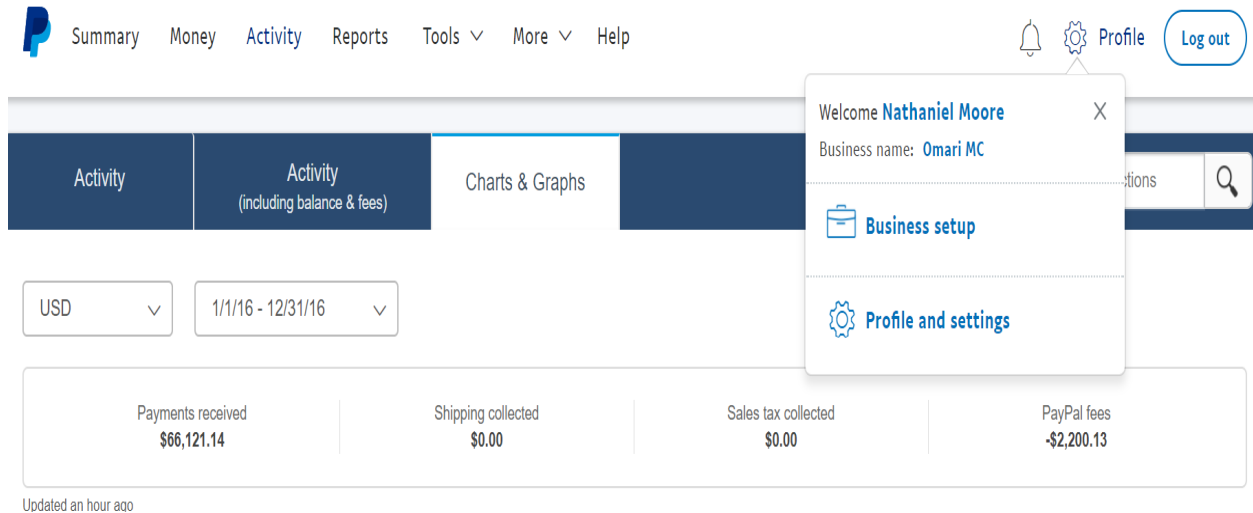 Summary Money Activity Reports Tools More Help Profile Log out
Welcome Nathaniel Moore X
Business name: Omari MC
Activity
Activity
(including balance & fees)
Charts & Graphs
Business setup
USD 1/1/16 - 12/31/16
Profile and settings
Payments received
$66,121.14
Shipping collected
$0.00
Sales tax collected
$0.00
PayPal fees
-$2,200.13
Updated an hour ago